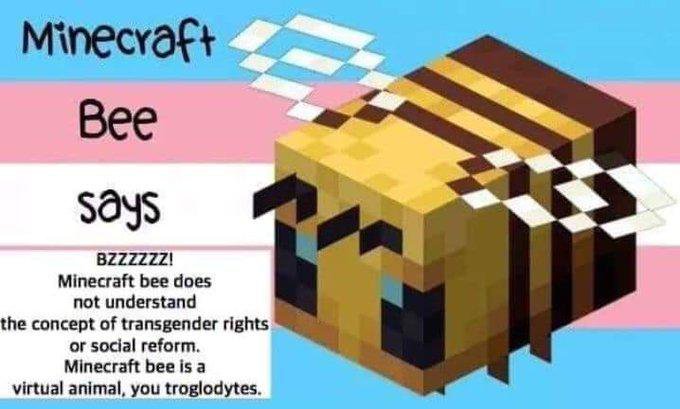 Minecraft
Bee
says
BZZZZZZ!
Minecraft bee does
not understand
the concept of transgender rights
or social reform.
Minecraft bee is a
virtual animal, you troglodytes.